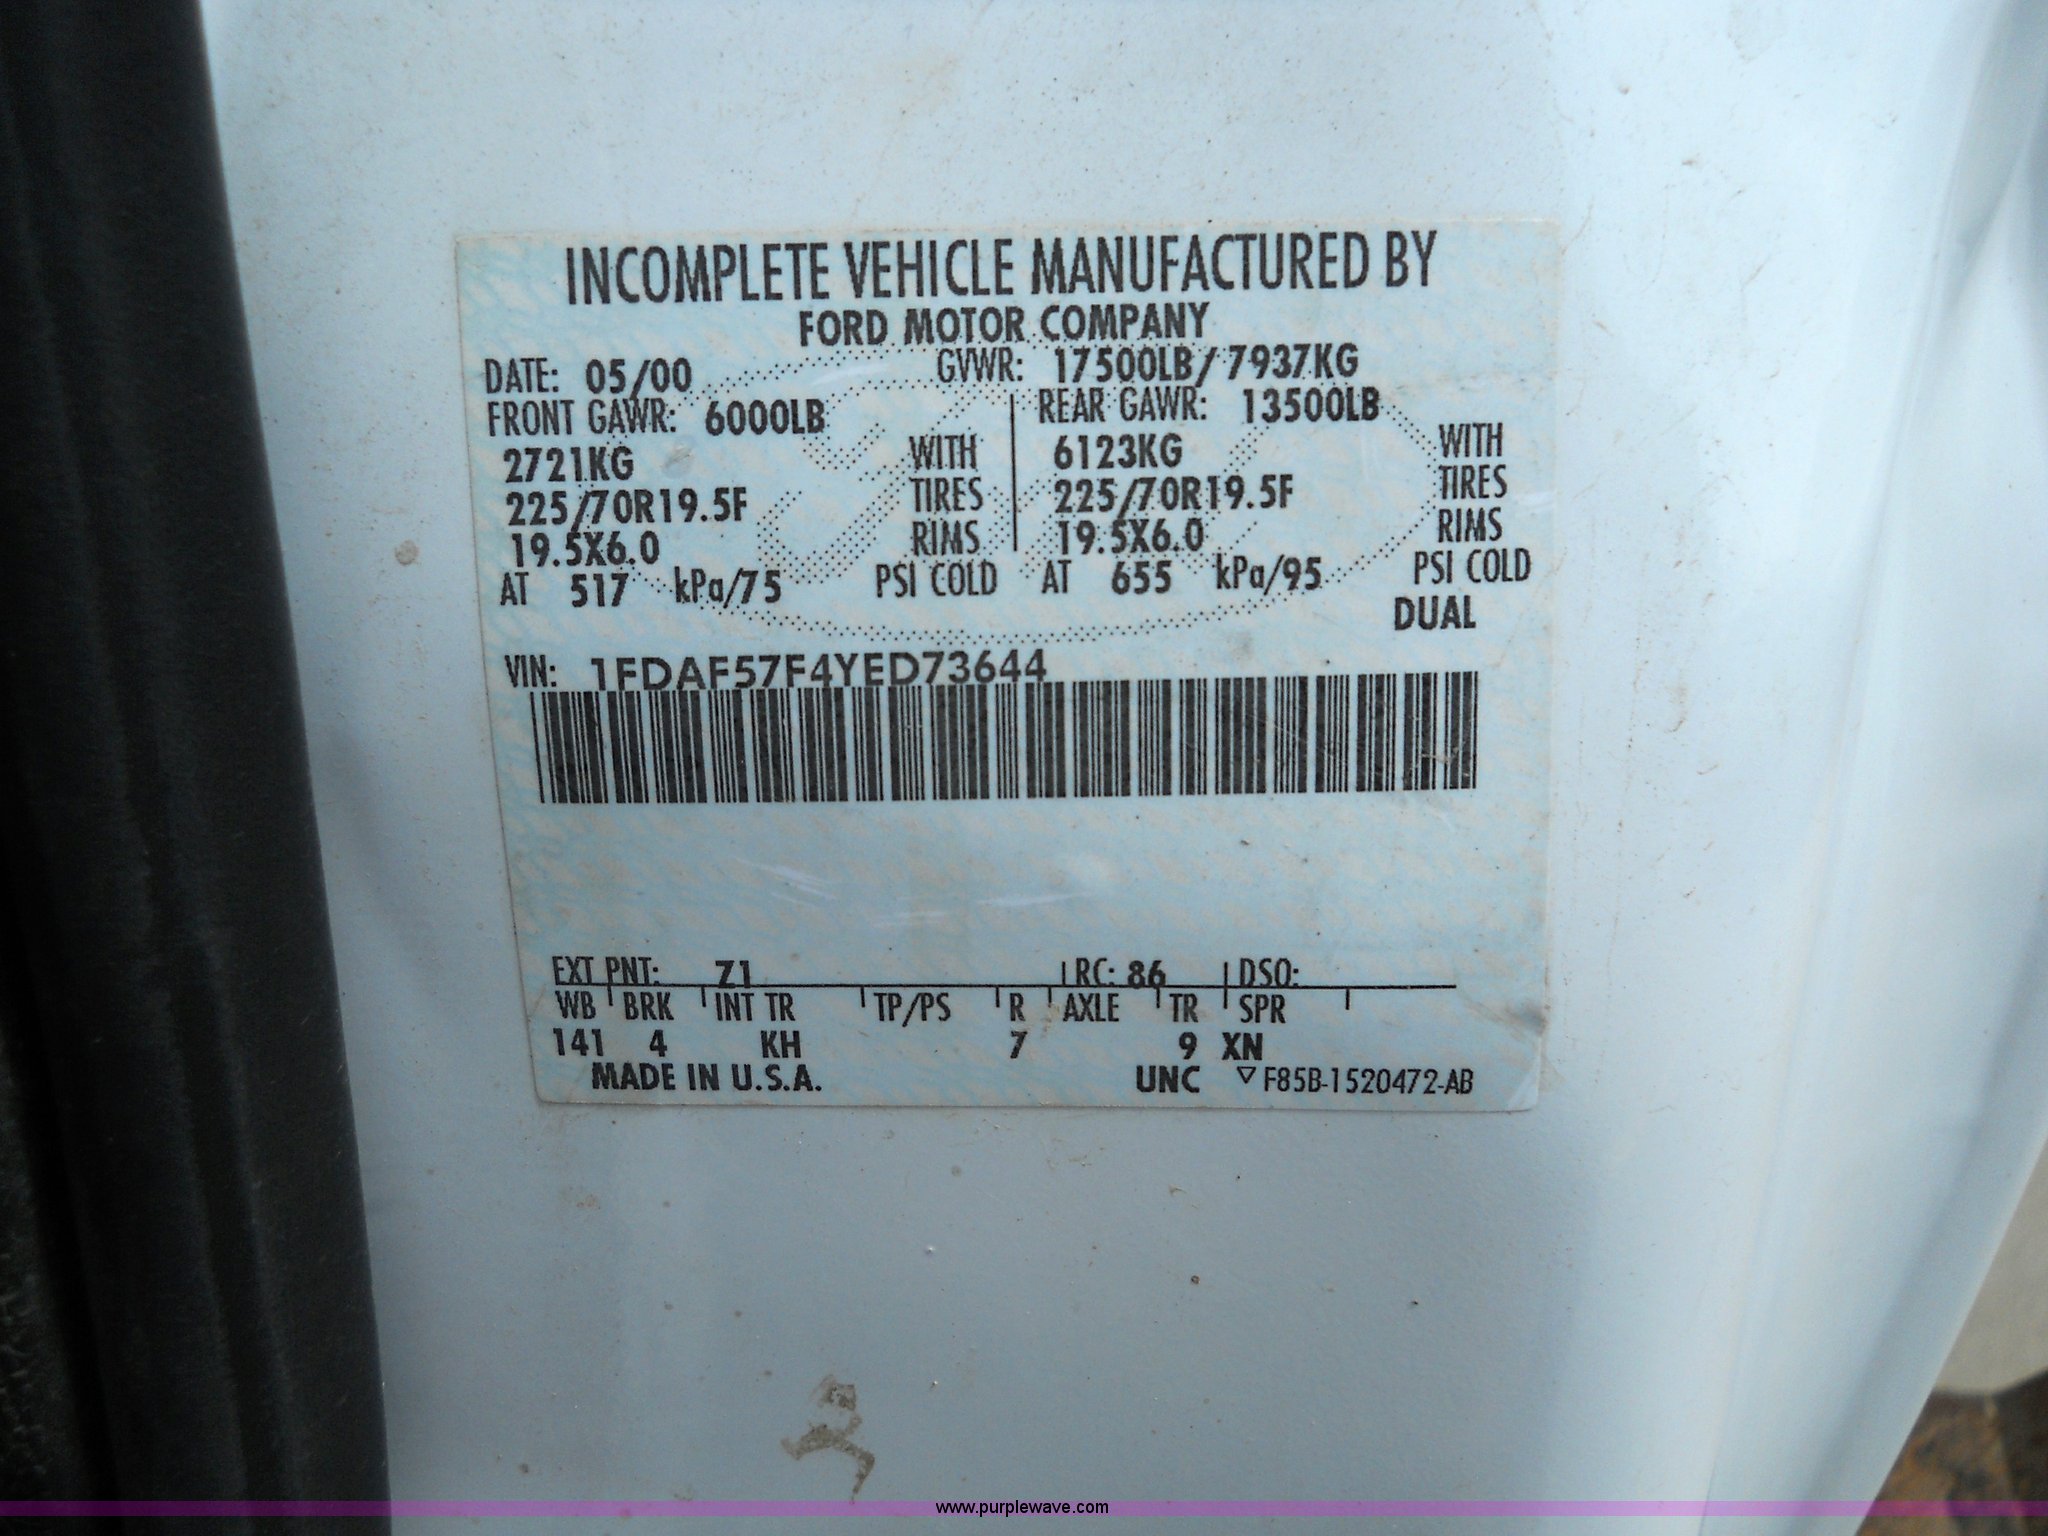 INCOMPLETE VEHICLE MANUFACTURED BY
FORD MOTOR COMPANY
DATE: 05/00 GVWR: 17500LB/ 7937KG
FRONT GAWR: 6000LB REAR GAWR: 13500LB
2721KG WITH 6123KG WITH
225/70R19.5F TIRES 225/70R19.5F TIRES
19.5X6.0 RIMS 19.5X6.0 RIMS
AT 517 kPa/75 PSI COLD AT 655 kPa/95 PSI COLD
DUAL
VIN: 1FDAF57F4YED73644
EXT PNT: Z1 RC: 86 DSO:
WB BRK INT TR TP/PS R AXLE TR SPR
141 4 KH 7 9 XN
MADE IN U.S.A. UNC ▽ F85B-1520472-AB
www.purplewave.com